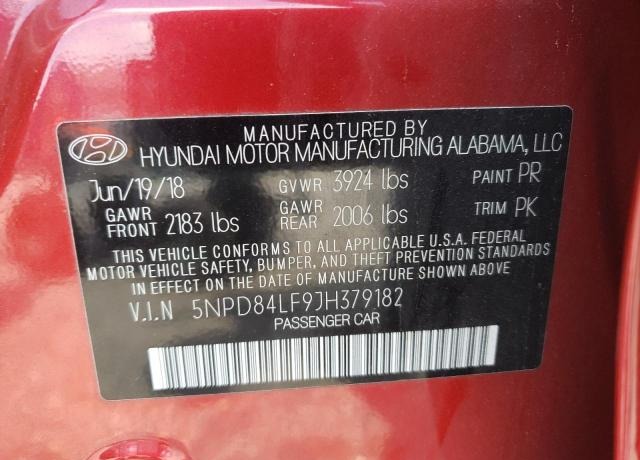 MANUFACTURED BY
HYUNDAI MOTOR MANUFACTURING ALABAMA, LLC
Jun/19/18 GVWR 3924 lbs PAINT PR
GAWR FRONT 2183 lbs GAWR REAR 2006 lbs TRIM PK
THIS VEHICLE CONFORMS TO ALL APPLICABLE U.S.A. FEDERAL
MOTOR VEHICLE SAFETY, BUMPER, AND THEFT PREVENTION STANDARDS
IN EFFECT ON THE DATE OF MANUFACTURE SHOWN ABOVE.
V.I.N 5NPD84LF9JH379182
PASSENGER CAR